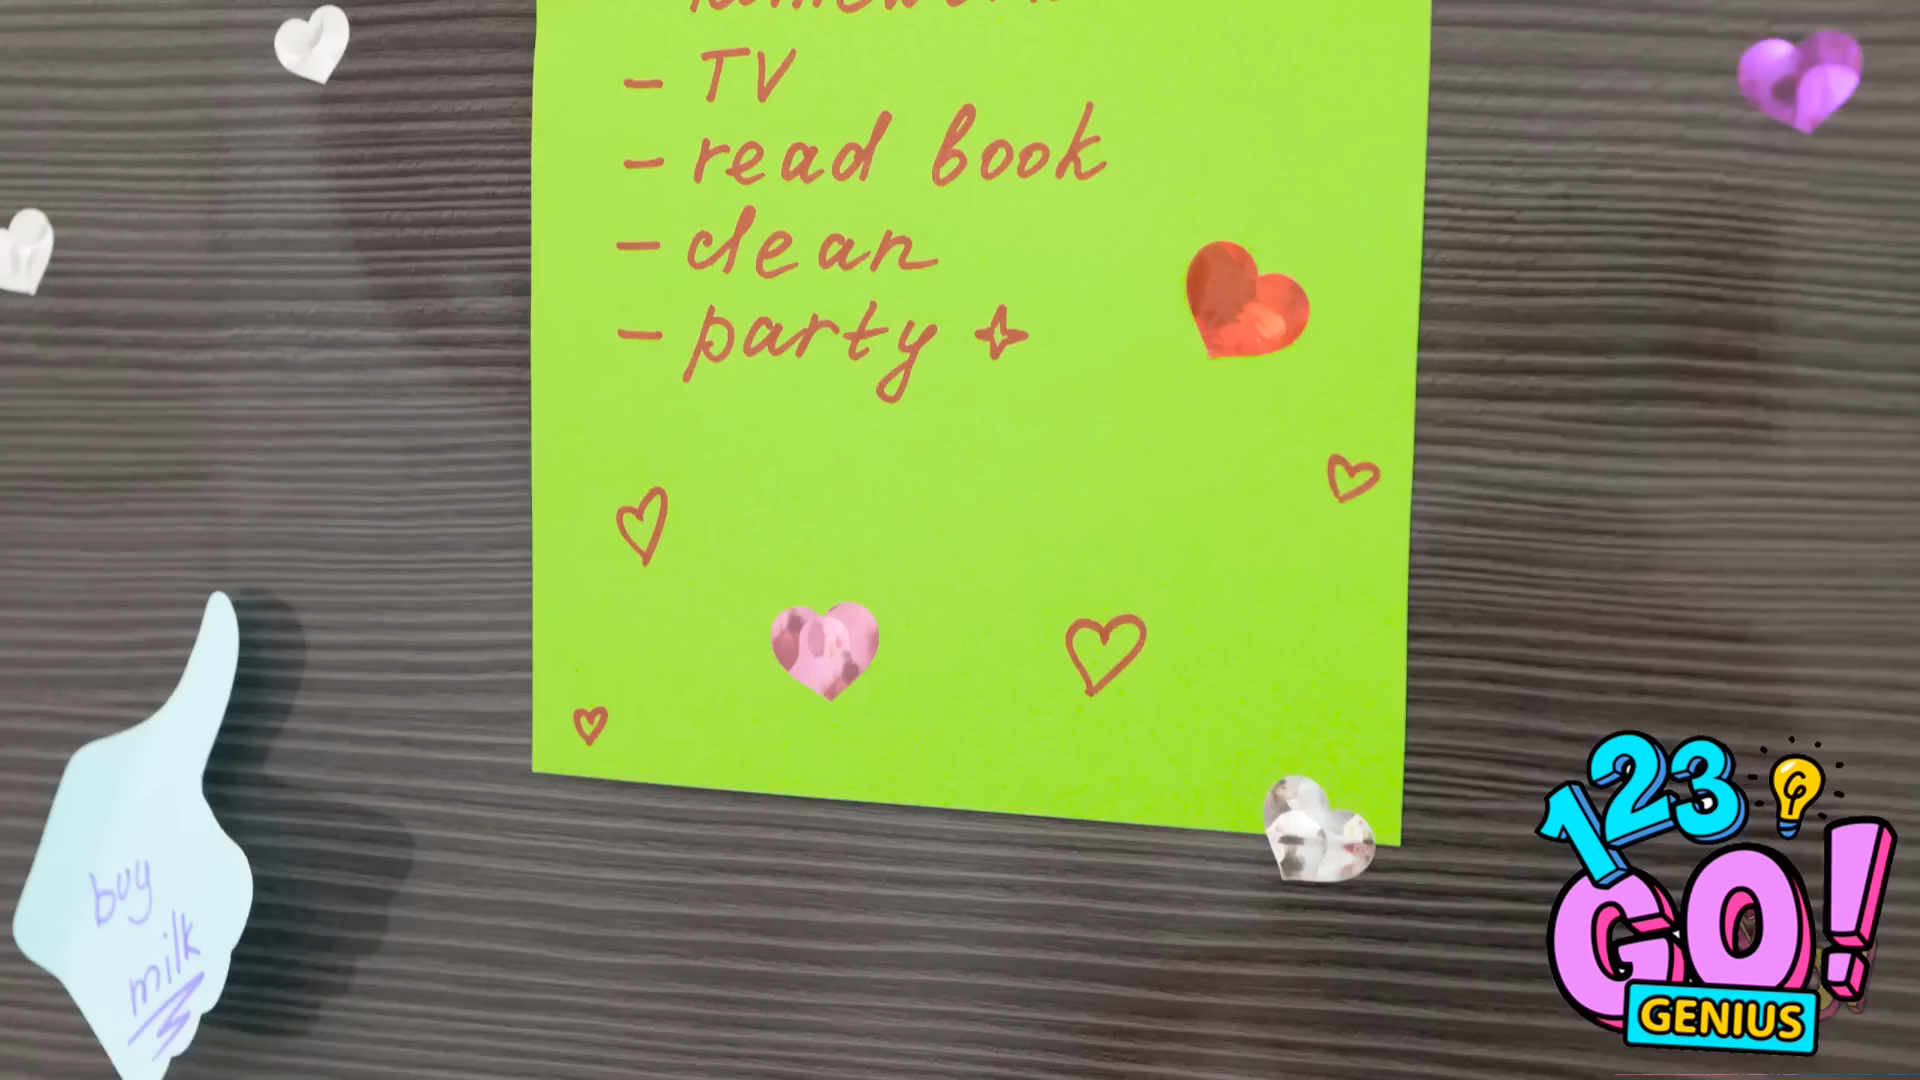 - TV
- read book
- clean
- party
buy
milk
123
GO!
GENIUS